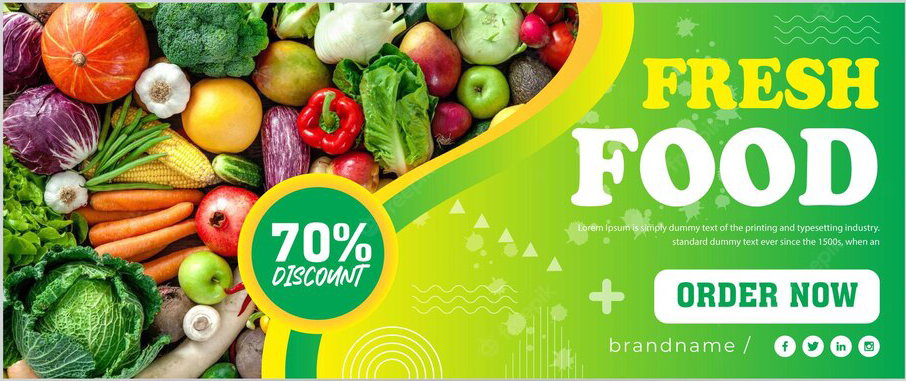 FRESH
FOOD
Lorem Ipsum is simply dummy text of the printing and typesetting industry.
standard dummy text ever since the 1500s, when an
70%
DISCOUNT
ORDER NOW
brandname /